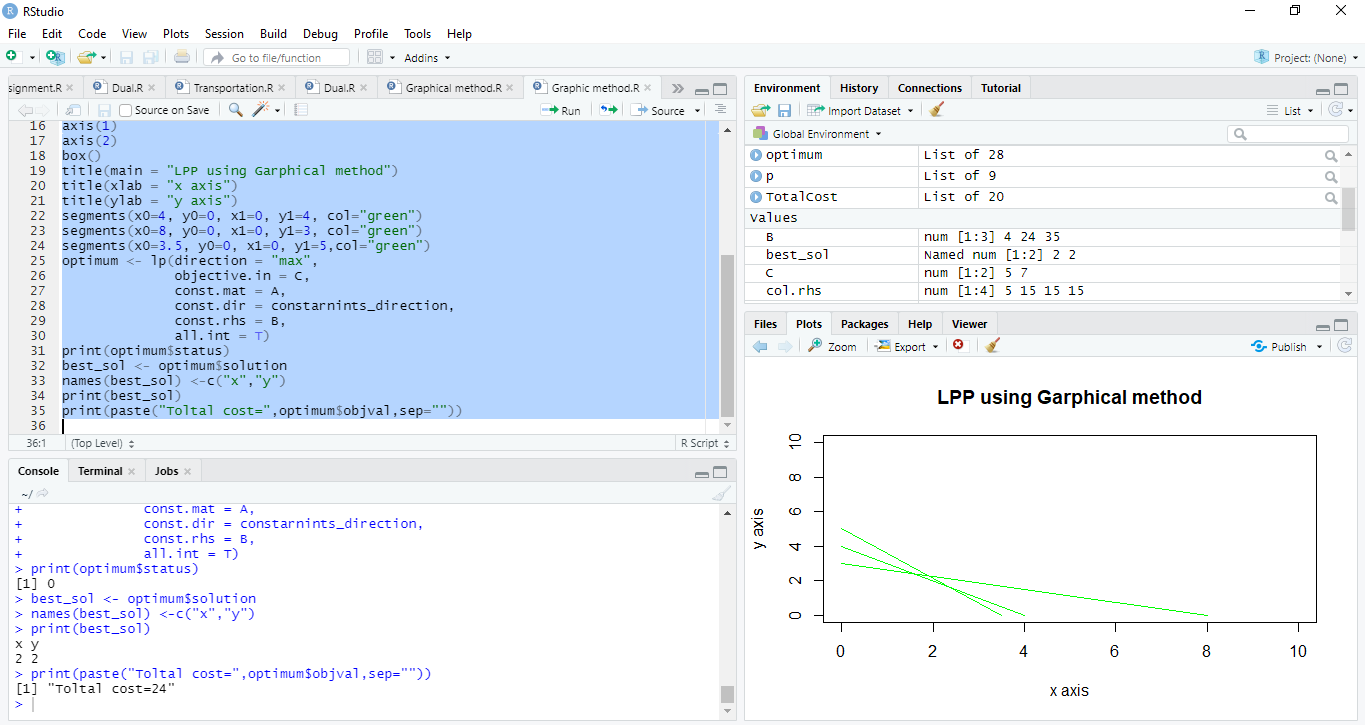 RStudio
File Edit Code View Plots Session Build Debug Profile Tools Help
Go to file/function Addins Project: (None)
signment.R Dual.R Transportation.R Dual.R Graphical method.R Graphic method.R
Source on Save Run Source
16 axis(1)
17 axis(2)
18 box()
19 title(main = "LPP using Garphical method")
20 title(xlab = "x axis")
21 title(ylab = "y axis")
22 segments(x0=4, y0=0, x1=0, y1=4, col="green")
23 segments(x0=8, y0=0, x1=0, y1=3, col="green")
24 segments(x0=3.5, y0=0, x1=0, y1=5,col="green")
25 optimum <- lp(direction = "max",
26 objective.in = C,
27 const.mat = A,
28 const.dir = constarnints_direction,
29 const.rhs = B,
30 all.int = T)
31 print(optimum$status)
32 best_sol <- optimum$solution
33 names(best_sol) <-c("x","y")
34 print(best_sol)
35 print(paste("Toltal cost=",optimum$objval,sep=""))
36
36:1 (Top Level) R Script
Console Terminal Jobs
~/
+ const.mat = A,
+ const.dir = constarnints_direction,
+ const.rhs = B,
+ all.int = T)
> print(optimum$status)
[1] 0
> best_sol <- optimum$solution
> names(best_sol) <-c("x","y")
> print(best_sol)
x y
2 2
> print(paste("Toltal cost=",optimum$objval,sep=""))
[1] "Toltal cost=24"
>
Environment History Connections Tutorial
Import Dataset List
Global Environment
optimum List of 28
p List of 9
TotalCost List of 20
Values
B num [1:3] 4 24 35
best_sol Named num [1:2] 2 2
C num [1:2] 5 7
col.rhs num [1:4] 5 15 15 15
Files Plots Packages Help Viewer
Zoom Export Publish
LPP using Garphical method
10
8
6
4
2
0
y axis
0 2 4 6 8 10
x axis